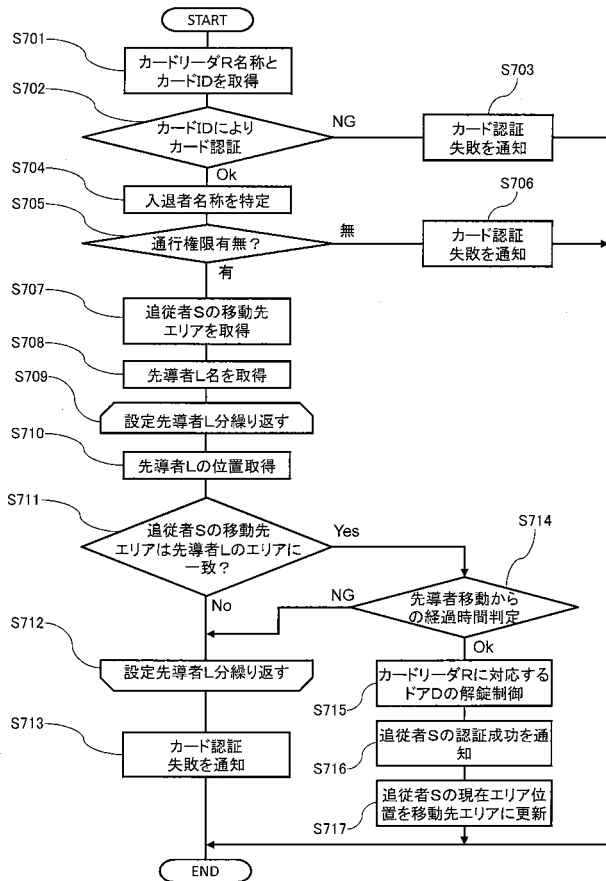 START
S701
カードリーダR名称と
カードIDを取得
S702
カードIDにより
カード認証
NG
S703
カード認証
失敗を通知
Ok
S704
入退者名称を特定
S705
通行権限有無？
無
S706
カード認証
失敗を通知
有
S707
追従者Sの移動先
エリアを取得
S708
先導者L名を取得
S709
設定先導者L分繰り返す
S710
先導者Lの位置取得
S711
追従者Sの移動先
エリアは先導者Lのエリアに
一致？
Yes
No
S714
先導者移動から
の経過時間判定
NG
Ok
S712
設定先導者L分繰り返す
S713
カード認証
失敗を通知
S715
カードリーダRに対応する
ドアDの解錠制御
S716
追従者Sの認証成功を通
知
S717
追従者Sの現在エリア位
置を移動先エリアに更新
END